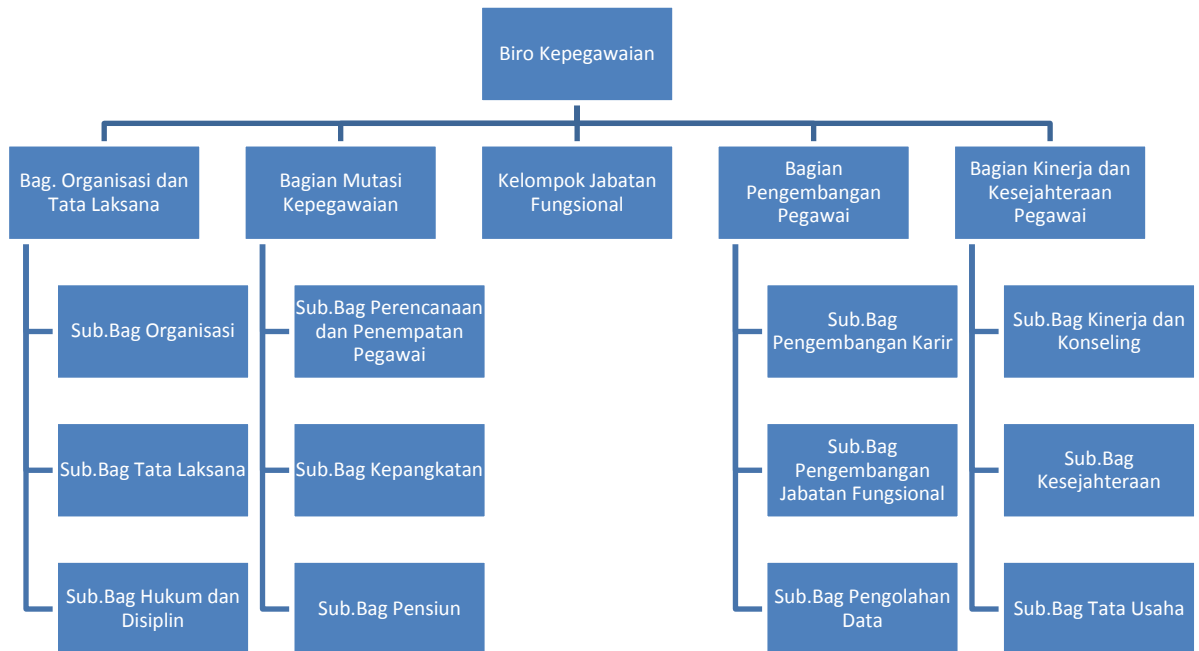 Biro Kepegawaian
Bag. Organisasi dan
Tata Laksana
Bagian Mutasi
Kepegawaian
Kelompok Jabatan
Fungsional
Bagian
Pengembangan
Pegawai
Bagian Kinerja dan
Kesejahteraan
Pegawai
Sub.Bag Organisasi
Sub.Bag Perencanaan
dan Penempatan
Pegawai
Sub.Bag
Pengembangan Karir
Sub.Bag Kinerja dan
Konseling
Sub.Bag Tata Laksana
Sub.Bag Kepangkatan
Sub.Bag
Pengembangan
Jabatan Fungsional
Sub.Bag
Kesejahteraan
Sub.Bag Hukum dan
Disiplin
Sub.Bag Pensiun
Sub.Bag Pengolahan
Data
Sub.Bag Tata Usaha